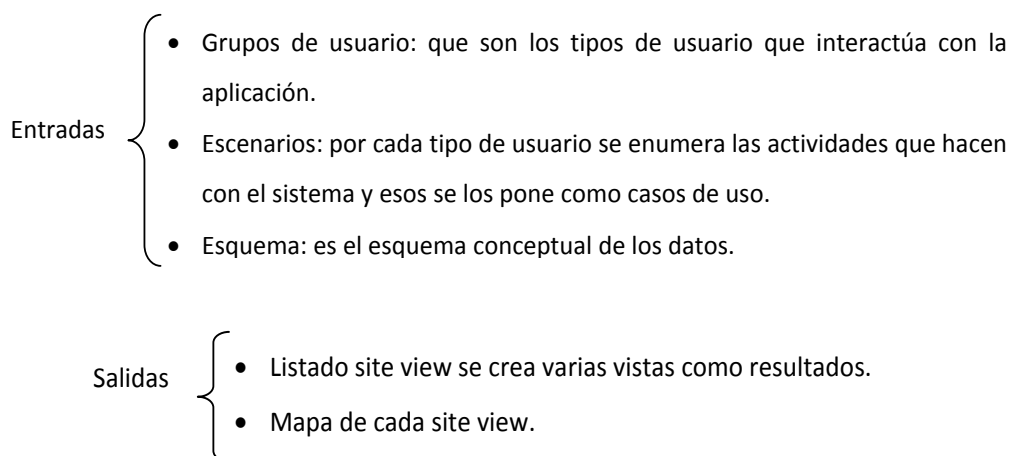 • Grupos de usuario: que son los tipos de usuario que interactúa con la
aplicación.
Entradas
• Escenarios: por cada tipo de usuario se enumera las actividades que hacen
con el sistema y esos se los pone como casos de uso.
• Esquema: es el esquema conceptual de los datos.
Salidas
• Listado site view se crea varias vistas como resultados.
• Mapa de cada site view.